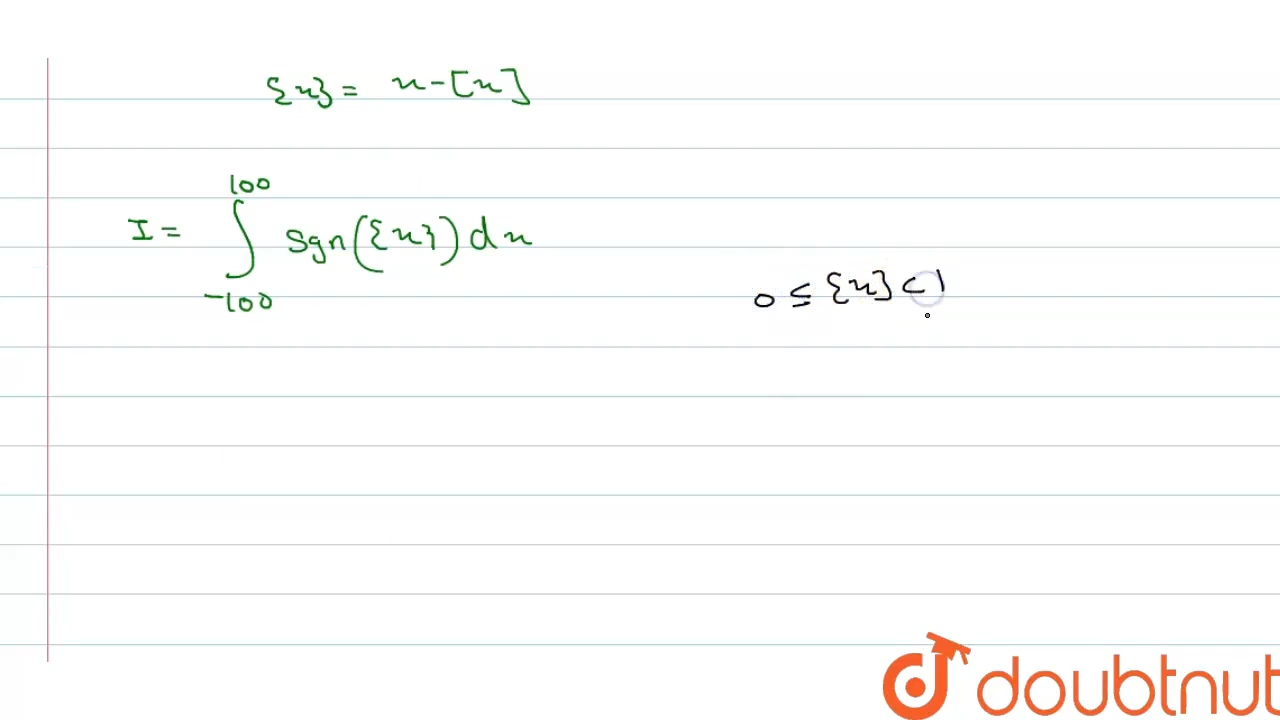 {x} = x - [x]
100
I = ∫ sgn({x}) dx
-100
0 ≤ {x} < 1
doubtnut